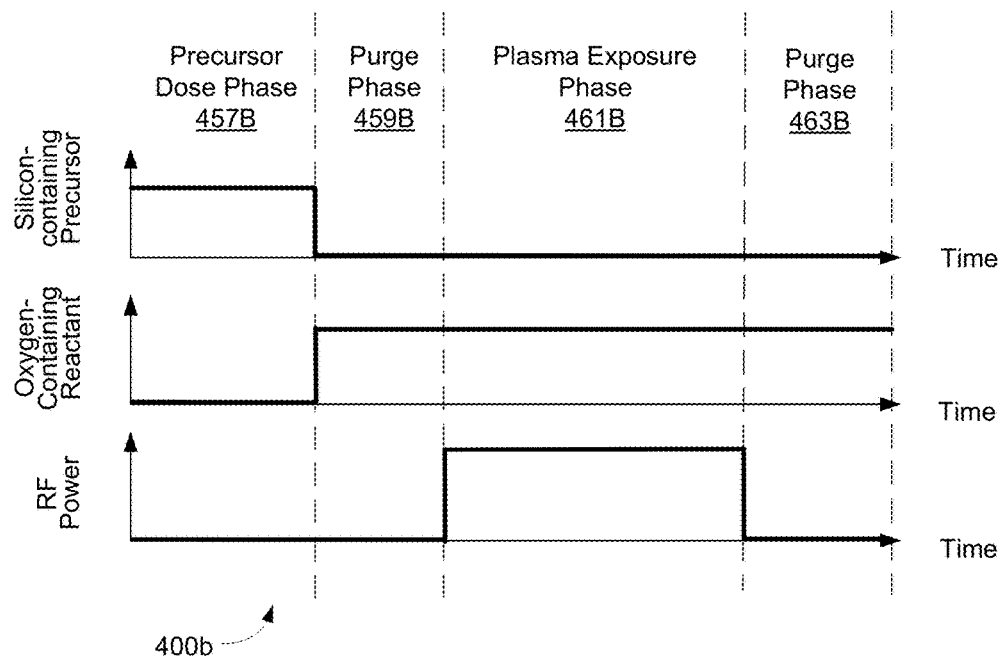 Precursor
Dose Phase
457B
Purge
Phase
459B
Plasma Exposure
Phase
461B
Purge
Phase
463B
Silicon-
containing
Precursor
Time
Oxygen-
Containing
Reactant
Time
RF
Power
Time
400b